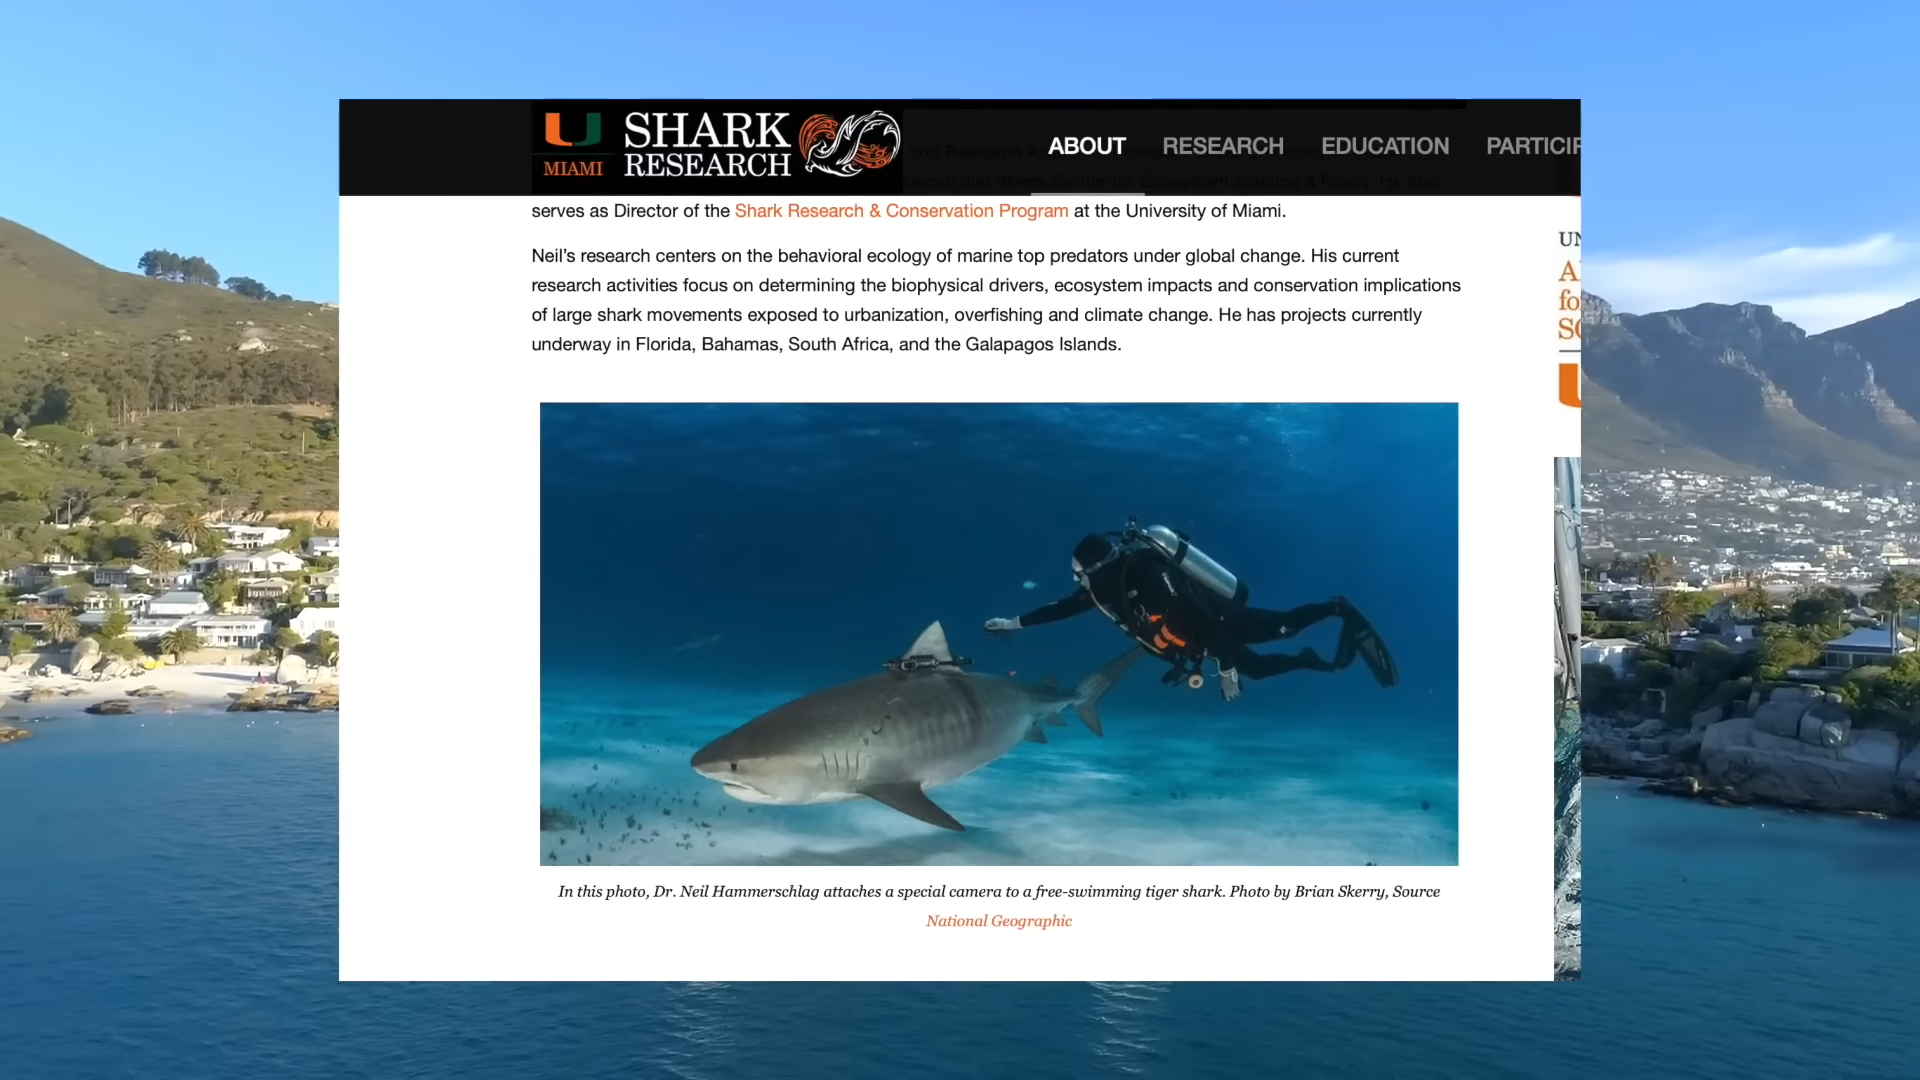 SHARK
RESEARCH
MIAMI
ABOUT RESEARCH EDUCATION
serves as Director of the Shark Research & Conservation Program at the University of Miami.
Neil's research centers on the behavioral ecology of marine top predators under global change. His current
research activities focus on determining the biophysical drivers, ecosystem impacts and conservation implications
of large shark movements exposed to urbanization, overfishing and climate change. He has projects currently
underway in Florida, Bahamas, South Africa, and the Galapagos Islands.
In this photo, Dr. Neil Hammerschlag attaches a special camera to a free-swimming tiger shark. Photo by Brian Skerry, Source
National Geographic